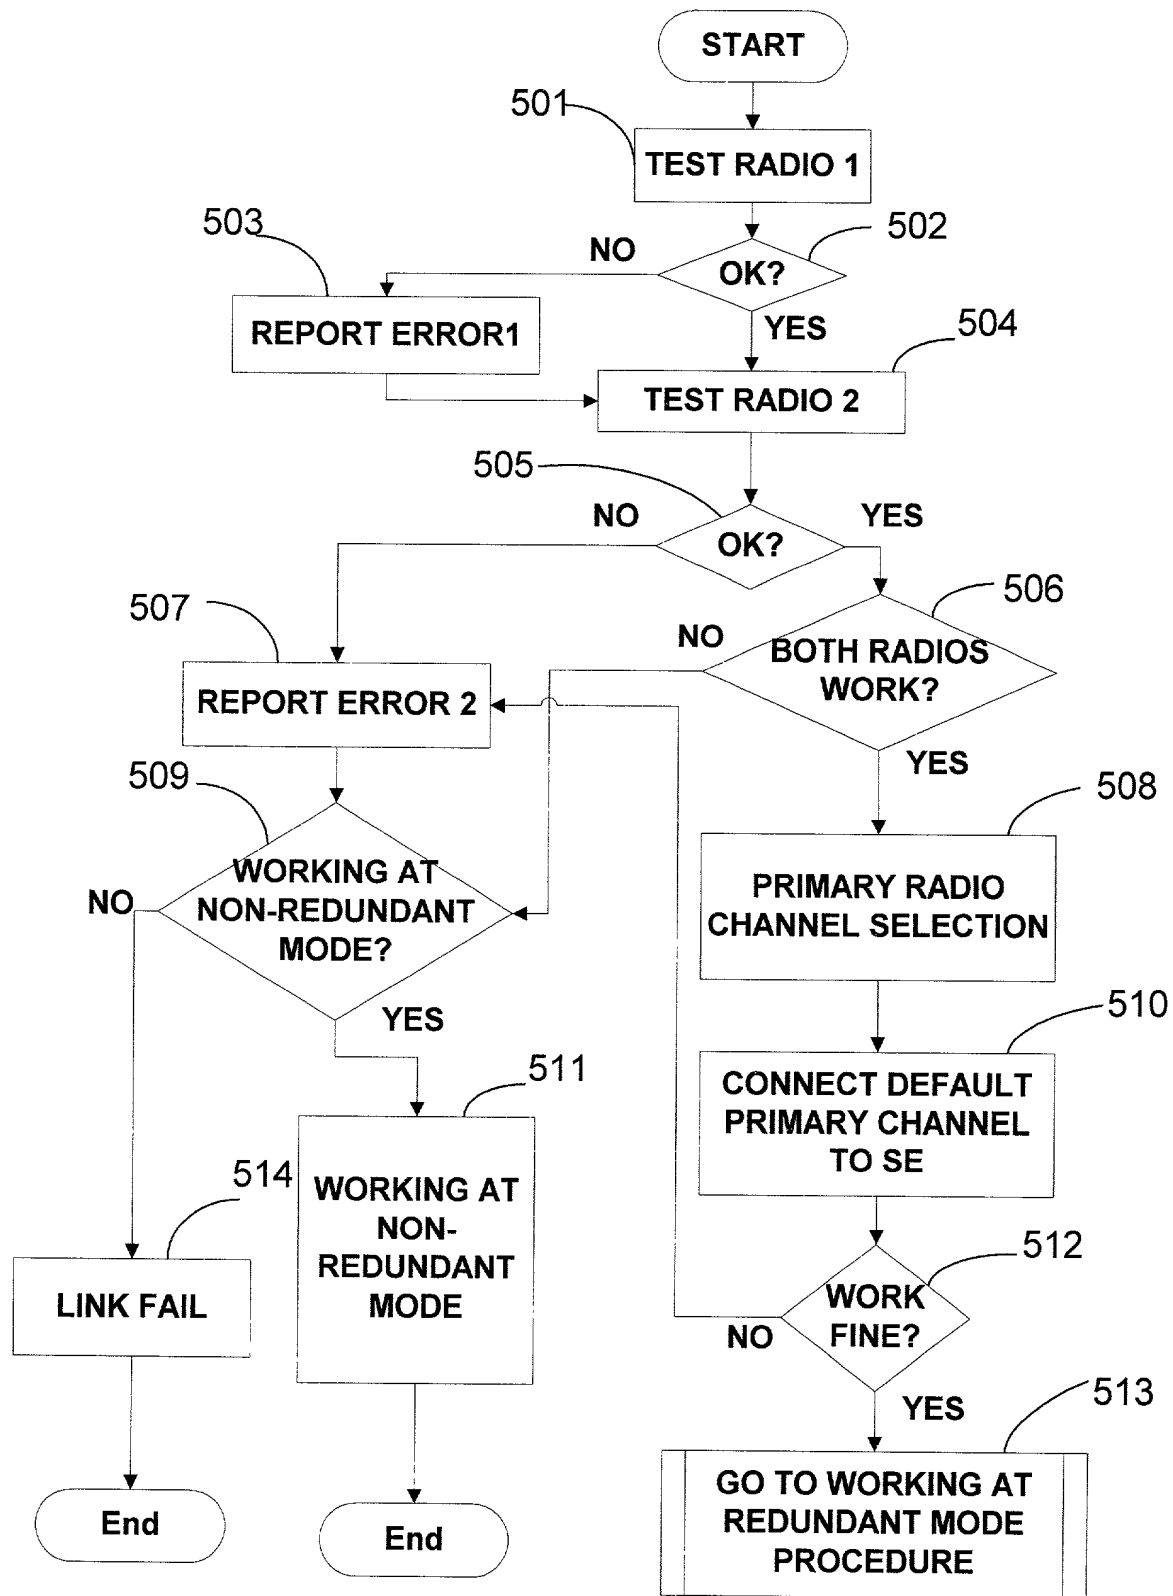 START
501
TEST RADIO 1
503
502
NO
OK?
YES
504
REPORT ERROR1
TEST RADIO 2
505
NO
YES
OK?
506
507
NO
BOTH RADIOS
WORK?
REPORT ERROR 2
YES
509
508
WORKING AT
NON-REDUNDANT
MODE?
NO
PRIMARY RADIO
CHANNEL SELECTION
YES
510
511
CONNECT DEFAULT
PRIMARY CHANNEL
TO SE
514
WORKING AT
NON-
REDUNDANT
MODE
512
LINK FAIL
WORK
FINE?
NO
YES
513
GO TO WORKING AT
REDUNDANT MODE
PROCEDURE
End
End